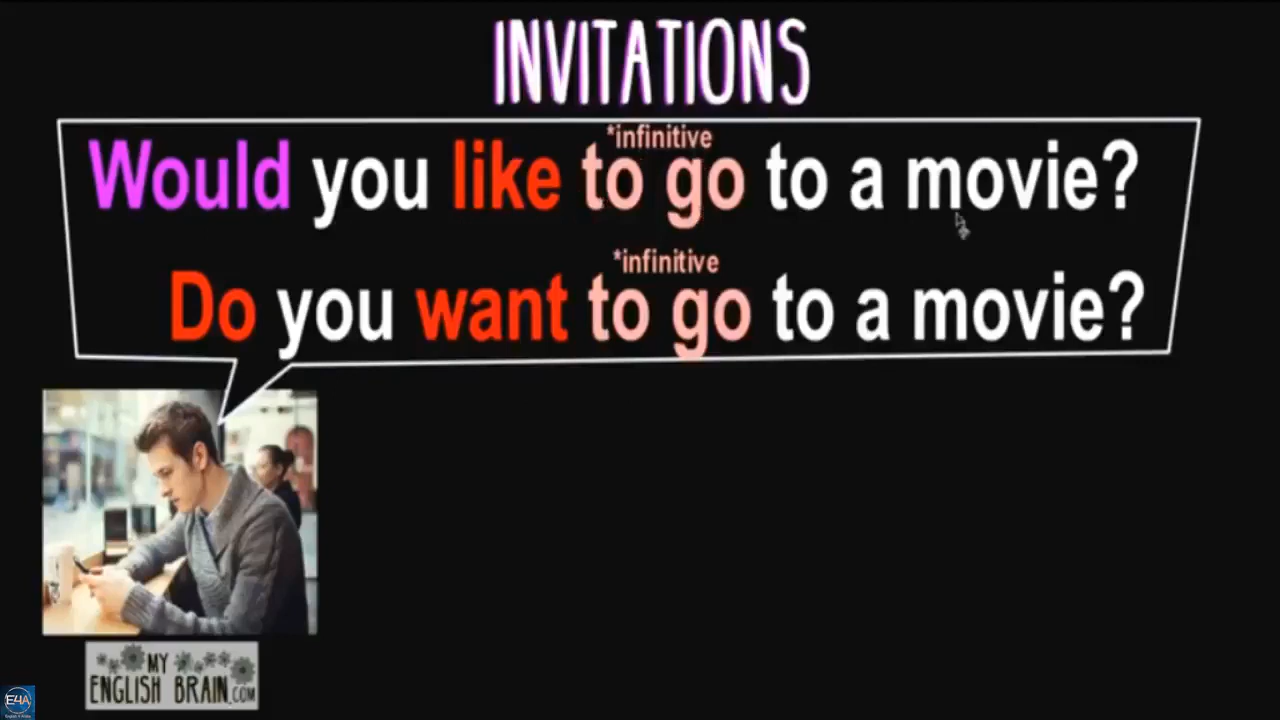 INVITATIONS
*infinitive
Would you like to go to a movie?
*infinitive
Do you want to go to a movie?
MY
ENGLISH BRAIN.COM
E4A